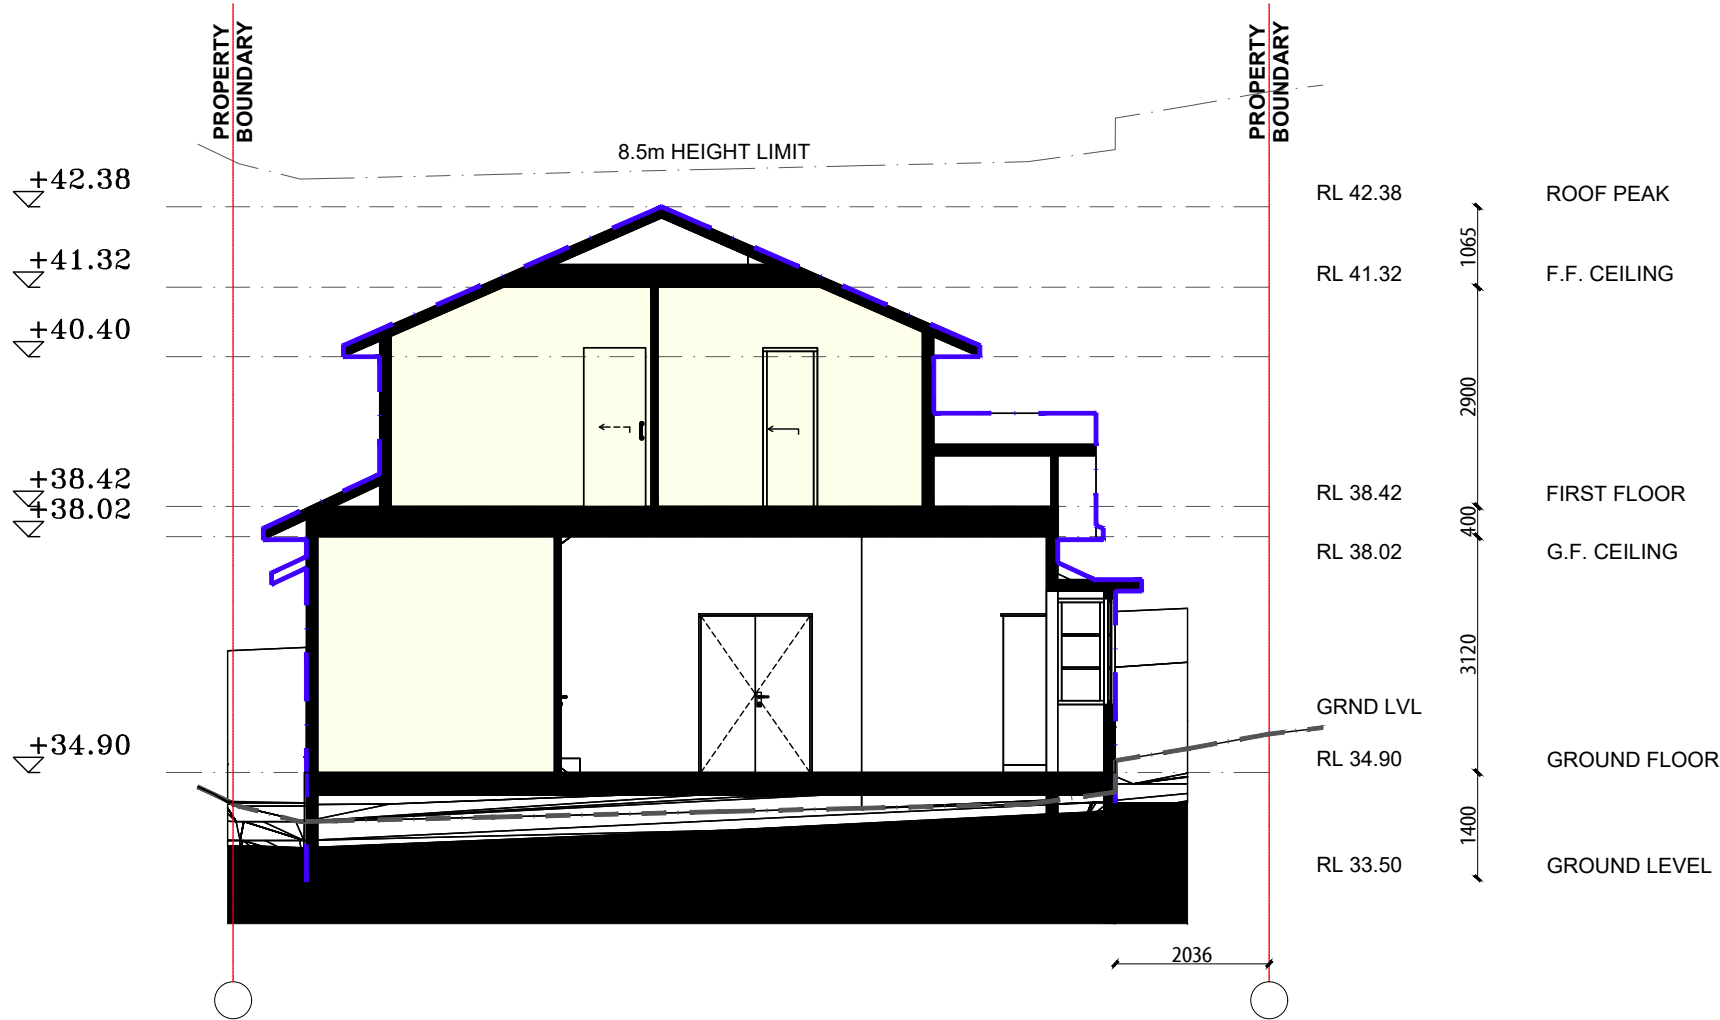 PROPERTY
BOUNDARY
PROPERTY
BOUNDARY
8.5m HEIGHT LIMIT
+42.38
RL 42.38
ROOF PEAK
1065
+41.32
RL 41.32
F.F. CEILING
+40.40
2900
+38.42
RL 38.42
FIRST FLOOR
+38.02
400
RL 38.02
G.F. CEILING
3120
GRND LVL
+34.90
RL 34.90
GROUND FLOOR
1400
RL 33.50
GROUND LEVEL
2036